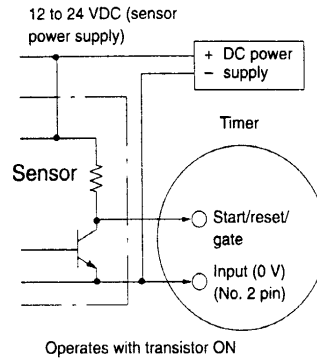 12 to 24 VDC (sensor
power supply)
+ DC power
− supply
Timer
Sensor
Start/reset/
gate
Input (0 V)
(No. 2 pin)
Operates with transistor ON